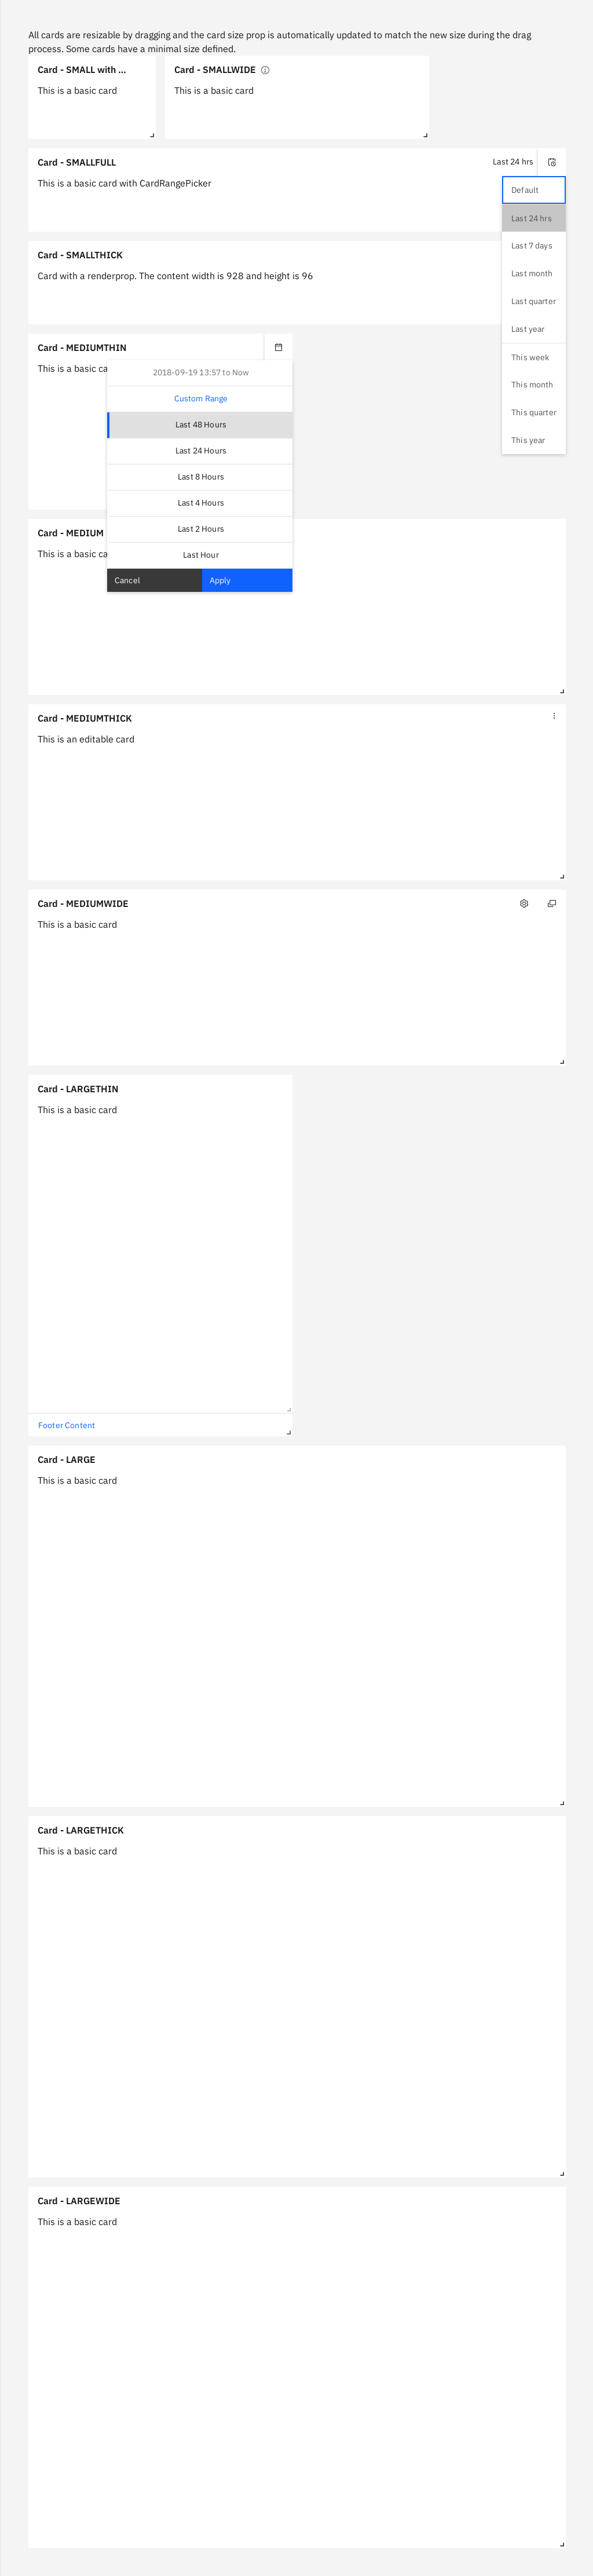 All cards are resizable by dragging and the card size prop is automatically updated to match the new size during the drag
process. Some cards have a minimal size defined.
Card - SMALL with ...
This is a basic card
Card - SMALLWIDE
This is a basic card
Card - SMALLFULL
Last 24 hrs
This is a basic card with CardRangePicker
Default
Last 24 hrs
Last 7 days
Last month
Last quarter
Last year
This week
This month
This quarter
This year
Card - SMALLTHICK
Card with a renderprop. The content width is 928 and height is 96
Card - MEDIUMTHIN
This is a basic ca
2018-09-19 13:57 to Now
Custom Range
Last 48 Hours
Last 24 Hours
Last 8 Hours
Last 4 Hours
Last 2 Hours
Last Hour
Cancel
Apply
Card - MEDIUM
This is a basic ca
Card - MEDIUMTHICK
This is an editable card
Card - MEDIUMWIDE
This is a basic card
Card - LARGETHIN
This is a basic card
Footer Content
Card - LARGE
This is a basic card
Card - LARGETHICK
This is a basic card
Card - LARGEWIDE
This is a basic card